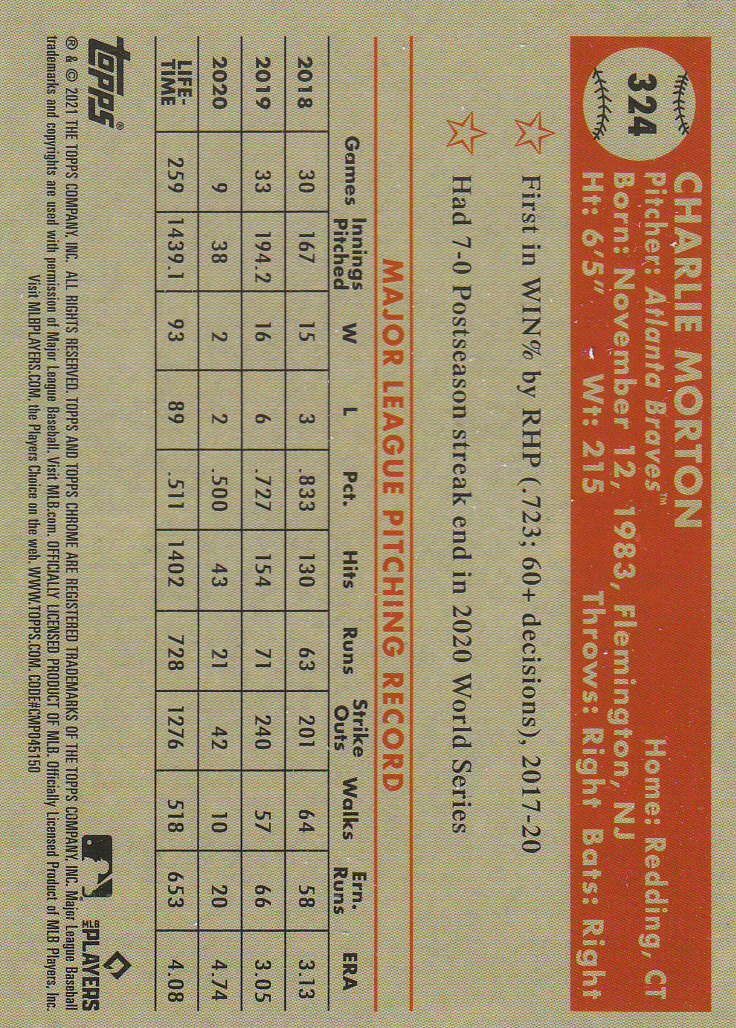 324
CHARLIE MORTON
Pitcher: Atlanta Braves™ Home: Redding, CT
Born: November 12, 1983, Flemington, NJ
Ht: 6'5" Wt: 215 Throws: Right Bats: Right
First in WIN% by RHP (.723; 60+ decisions), 2017-20
Had 7-0 Postseason streak end in 2020 World Series
MAJOR LEAGUE PITCHING RECORD
Games Innings Pitched W L Pct. Hits Runs Strike Outs Walks Ern. Runs ERA
2018 30 167 15 3 .833 130 63 201 64 58 3.13
2019 33 194.2 16 6 .727 154 71 240 57 66 3.05
2020 9 38 2 2 .500 43 21 42 10 20 4.74
LIFE-TIME 259 1439.1 93 89 .511 1402 728 1276 518 653 4.08
topps®
MLB PLAYERS
® & © 2021 THE TOPPS COMPANY, INC. ALL RIGHTS RESERVED. TOPPS AND TOPPS CHROME ARE REGISTERED TRADEMARKS OF THE TOPPS COMPANY, INC. Major League Baseball
trademarks and copyrights are used with permission of Major League Baseball. Visit MLB.com. OFFICIALLY LICENSED PRODUCT OF MLB. Officially Licensed Product of MLB Players, Inc.
Visit MLBPLAYERS.COM, the Players Choice on the web. WWW.TOPPS.COM. CODE#CMP045150